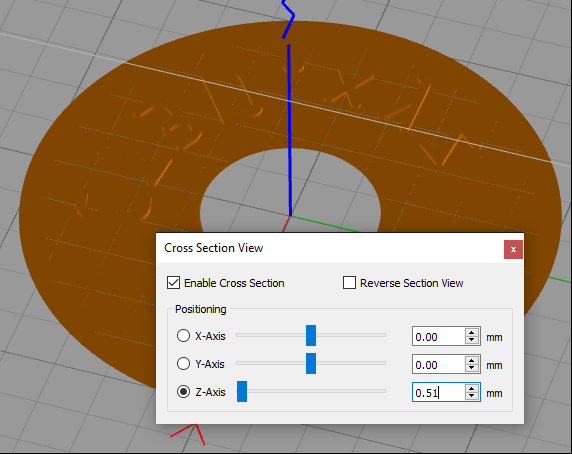 Cross Section View
x
Enable Cross Section
Reverse Section View
Positioning
X-Axis
0.00
mm
Y-Axis
0.00
mm
Z-Axis
0.51
mm